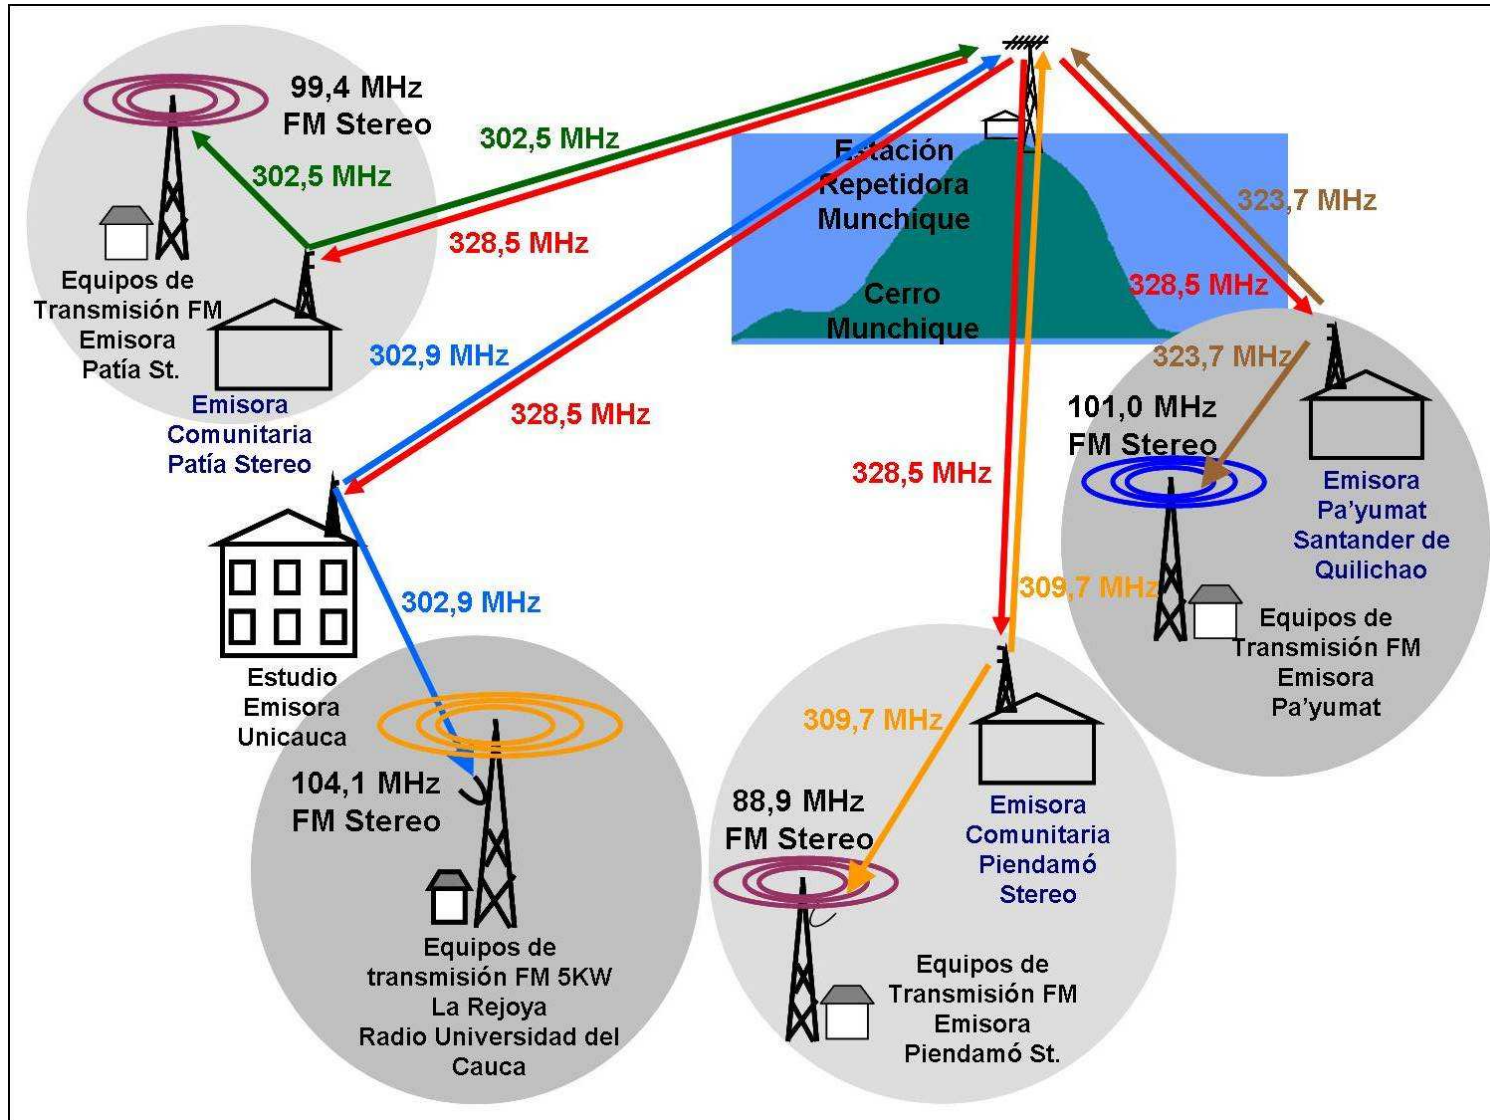 99,4 MHz
FM Stereo
302,5 MHz
302,5 MHz
328,5 MHz
Equipos de
Transmisión FM
Emisora
Patía St.
Emisora
Comunitaria
Patía Stereo
Estación
Repetidora
Munchique
Cerro
Munchique
323,7 MHz
328,5 MHz
323,7 MHz
302,9 MHz
328,5 MHz
101,0 MHz
FM Stereo
Emisora
Pa’yumat
Santander de
Quilichao
Equipos de
Transmisión FM
Emisora
Pa’yumat
328,5 MHz
309,7 MHz
302,9 MHz
Estudio
Emisora
Unicauca
104,1 MHz
FM Stereo
Equipos de
transmisión FM 5KW
La Rejoya
Radio Universidad del
Cauca
309,7 MHz
88,9 MHz
FM Stereo
Emisora
Comunitaria
Piendamó
Stereo
Equipos de
Transmisión FM
Emisora
Piendamó St.